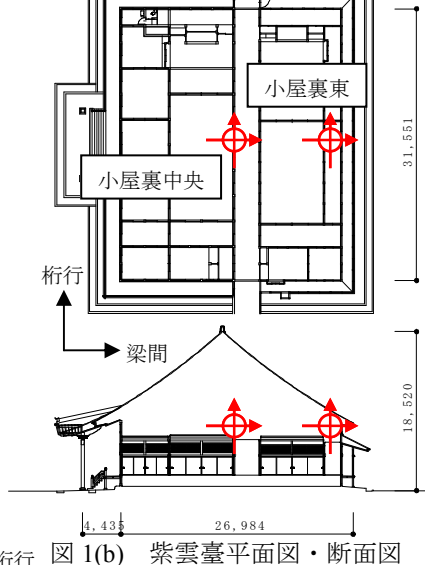 小屋裏東
31,551
小屋裏中央
桁行
梁間
18,520
4,435
26,984
桁行
図 1(b) 紫雲臺平面図・断面図